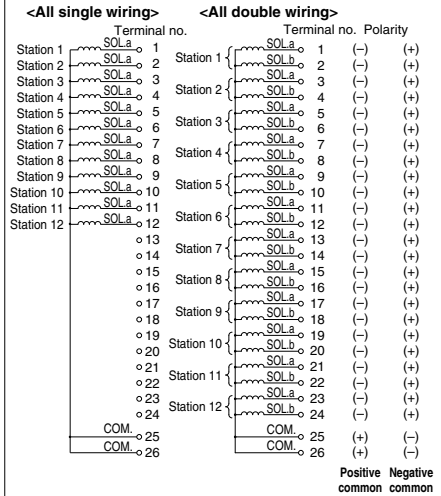 <All single wiring> <All double wiring>
Terminal no. Terminal no. Polarity
Station 1 SOL.a 1
Station 2 SOL.a 2
Station 3 SOL.a 3
Station 4 SOL.a 4
Station 5 SOL.a 5
Station 6 SOL.a 6
Station 7 SOL.a 7
Station 8 SOL.a 8
Station 9 SOL.a 9
Station 10 SOL.a 10
Station 11 SOL.a 11
Station 12 SOL.a 12
13
14
15
16
17
18
19
20
21
22
23
24
COM. 25
COM. 26
Station 1 SOL.a 1 (−) (+)
SOL.b 2 (−) (+)
Station 2 SOL.a 3 (−) (+)
SOL.b 4 (−) (+)
Station 3 SOL.a 5 (−) (+)
SOL.b 6 (−) (+)
Station 4 SOL.a 7 (−) (+)
SOL.b 8 (−) (+)
Station 5 SOL.a 9 (−) (+)
SOL.b 10 (−) (+)
Station 6 SOL.a 11 (−) (+)
SOL.b 12 (−) (+)
Station 7 SOL.a 13 (−) (+)
SOL.b 14 (−) (+)
Station 8 SOL.a 15 (−) (+)
SOL.b 16 (−) (+)
Station 9 SOL.a 17 (−) (+)
SOL.b 18 (−) (+)
Station 10 SOL.a 19 (−) (+)
SOL.b 20 (−) (+)
Station 11 SOL.a 21 (−) (+)
SOL.b 22 (−) (+)
Station 12 SOL.a 23 (−) (+)
SOL.b 24 (−) (+)
COM. 25 (+) (−)
COM. 26 (+) (−)
Positive Negative
common common